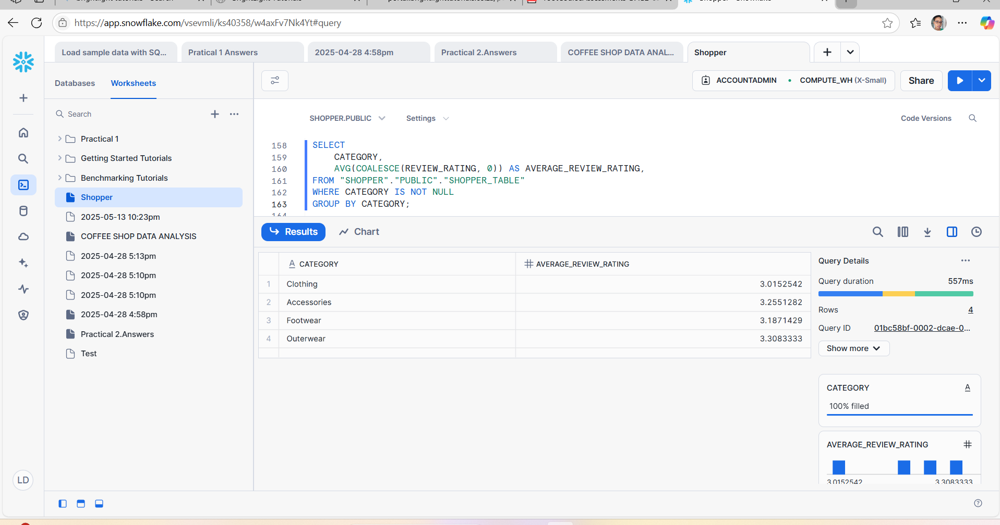 https://app.snowflake.com/vsevmli/ks40358/w4axFv7Nk4Yt#query
Load sample data with SQ...
Pratical 1 Answers
2025-04-28 4:58pm
Practical 2.Answers
COFFEE SHOP DATA ANAL...
Shopper
Databases
Worksheets
ACCOUNTADMIN
COMPUTE_WH (X-Small)
Share
Search
SHOPPER.PUBLIC
Settings
Code Versions
Practical 1
Getting Started Tutorials
Benchmarking Tutorials
Shopper
2025-05-13 10:23pm
COFFEE SHOP DATA ANALYSIS
2025-04-28 5:13pm
2025-04-28 5:10pm
2025-04-28 5:10pm
2025-04-28 4:58pm
Practical 2.Answers
Test
LD
158 SELECT
159 CATEGORY,
160 AVG(COALESCE(REVIEW_RATING, 0)) AS AVERAGE_REVIEW_RATING,
161 FROM "SHOPPER"."PUBLIC"."SHOPPER_TABLE"
162 WHERE CATEGORY IS NOT NULL
163 GROUP BY CATEGORY;
164
Results
Chart
A CATEGORY # AVERAGE_REVIEW_RATING
1 Clothing 3.0152542
2 Accessories 3.2551282
3 Footwear 3.1871429
4 Outerwear 3.3083333
Query Details
Query duration 557ms
Rows 4
Query ID 01bc58bf-0002-dcae-0...
Show more
CATEGORY A
100% filled
AVERAGE_REVIEW_RATING #
3.0152542 3.3083333